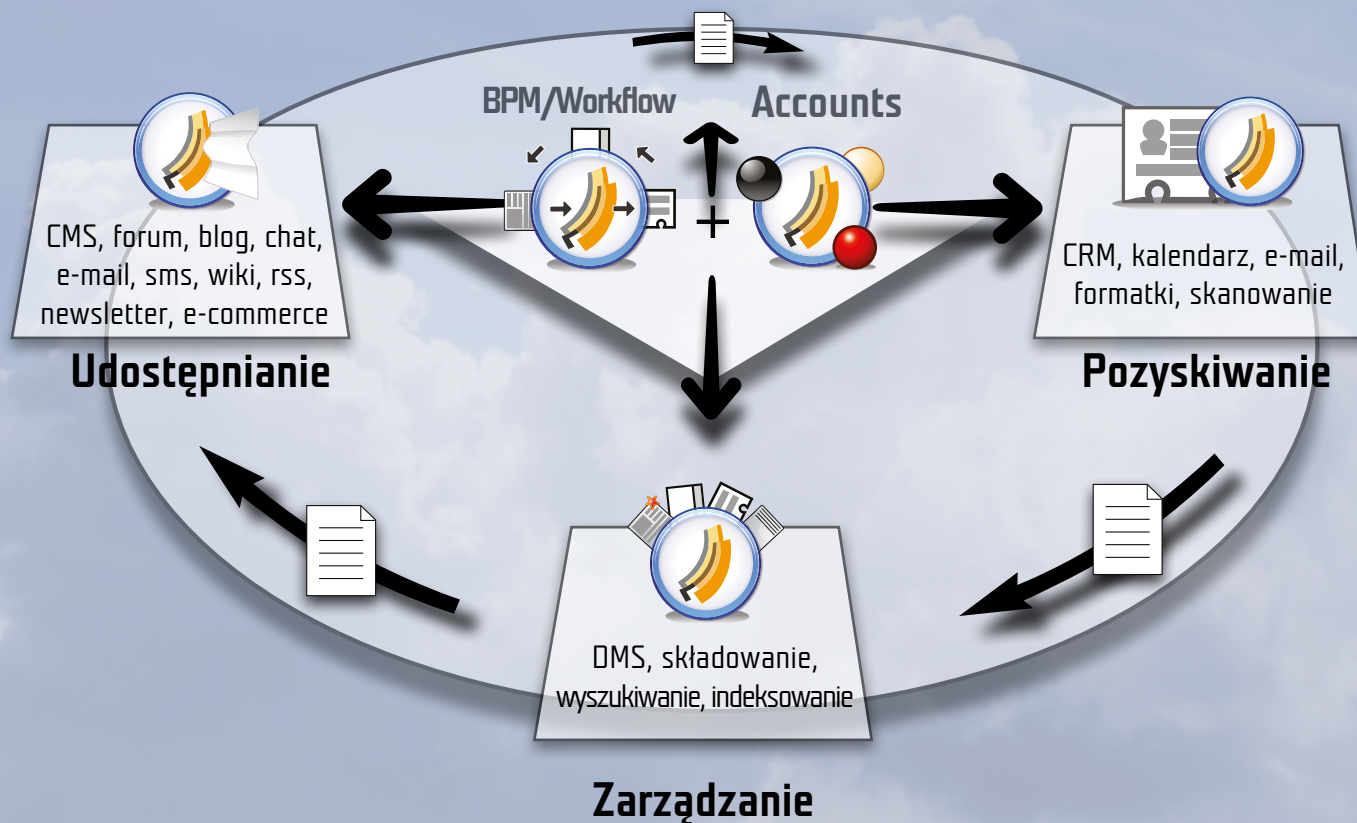 BPM/Workflow
Accounts
+
CMS, forum, blog, chat,
e-mail, sms, wiki, rss,
newsletter, e-commerce
Udostępnianie
CRM, kalendarz, e-mail,
formatki, skanowanie
Pozyskiwanie
DMS, składowanie,
wyszukiwanie, indeksowanie
Zarządzanie